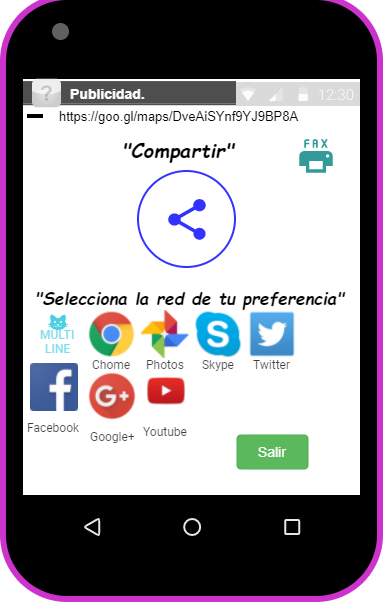 ? Publicidad. 12:30
https://goo.gl/maps/DveAiSYnf9YJ9BP8A
"Compartir"
FAX
"Selecciona la red de tu preferencia"
MULTI
LINE
Chome Photos Skype Twitter
Facebook Google+ Youtube
Salir